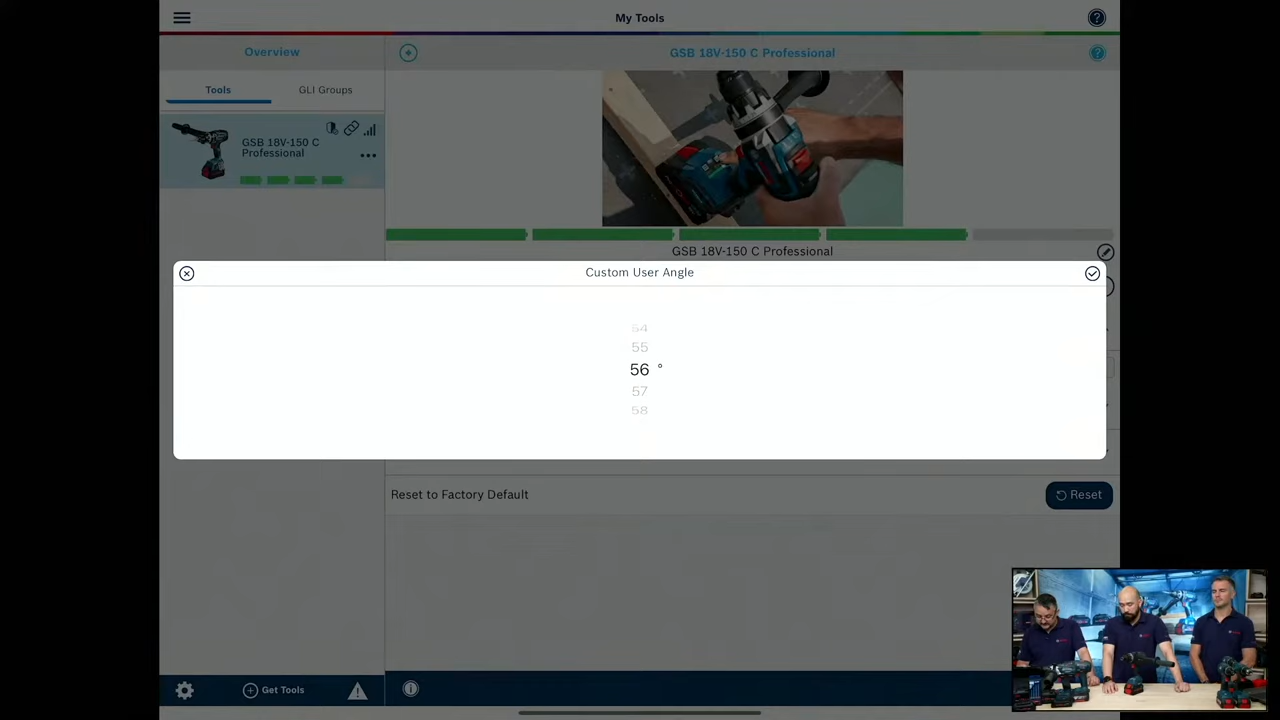 My Tools
Overview
GSB 18V-150 C Professional
Tools
GLI Groups
GSB 18V-150 C
Professional
GSB 18V-150 C Professional
Custom User Angle
54
55
56 °
57
58
Reset to Factory Default
Reset
Get Tools